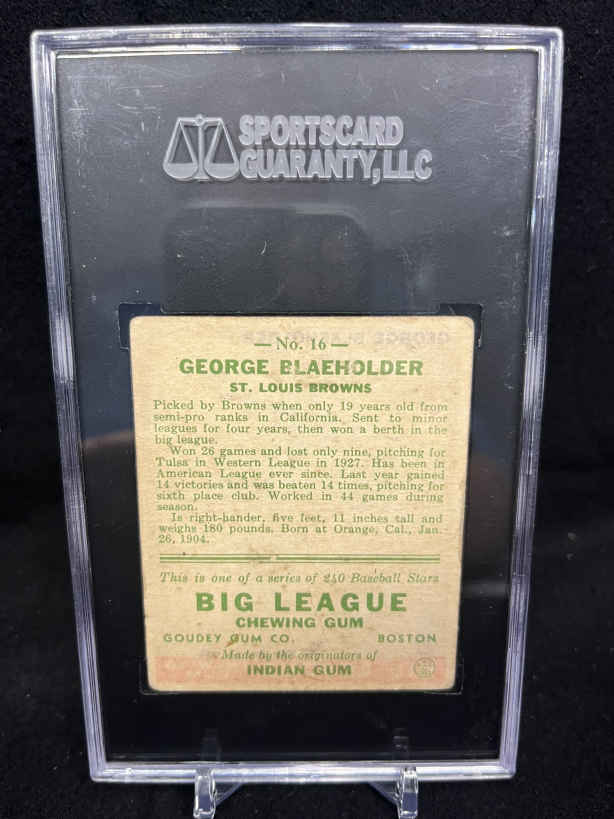 SPORTSCARD
GUARANTY, LLC
— No. 16 —
GEORGE BLAEHOLDER
ST. LOUIS BROWNS
Picked by Browns when only 19 years old from
semi-pro ranks in California. Sent to minor
leagues for four years, then won a berth in the
big league.
Won 26 games and lost only nine, pitching for
Tulsa in Western League in 1927. Has been in
American League ever since. Last year gained
14 victories and was beaten 14 times, pitching for
sixth place club. Worked in 44 games during
season.
Is right-hander, five feet, 11 inches tall and
weighs 180 pounds. Born at Orange, Cal., Jan.
26, 1904.
This is one of a series of 240 Baseball Stars
BIG LEAGUE
CHEWING GUM
GOUDEY GUM CO. BOSTON
Made by the originators of
INDIAN GUM